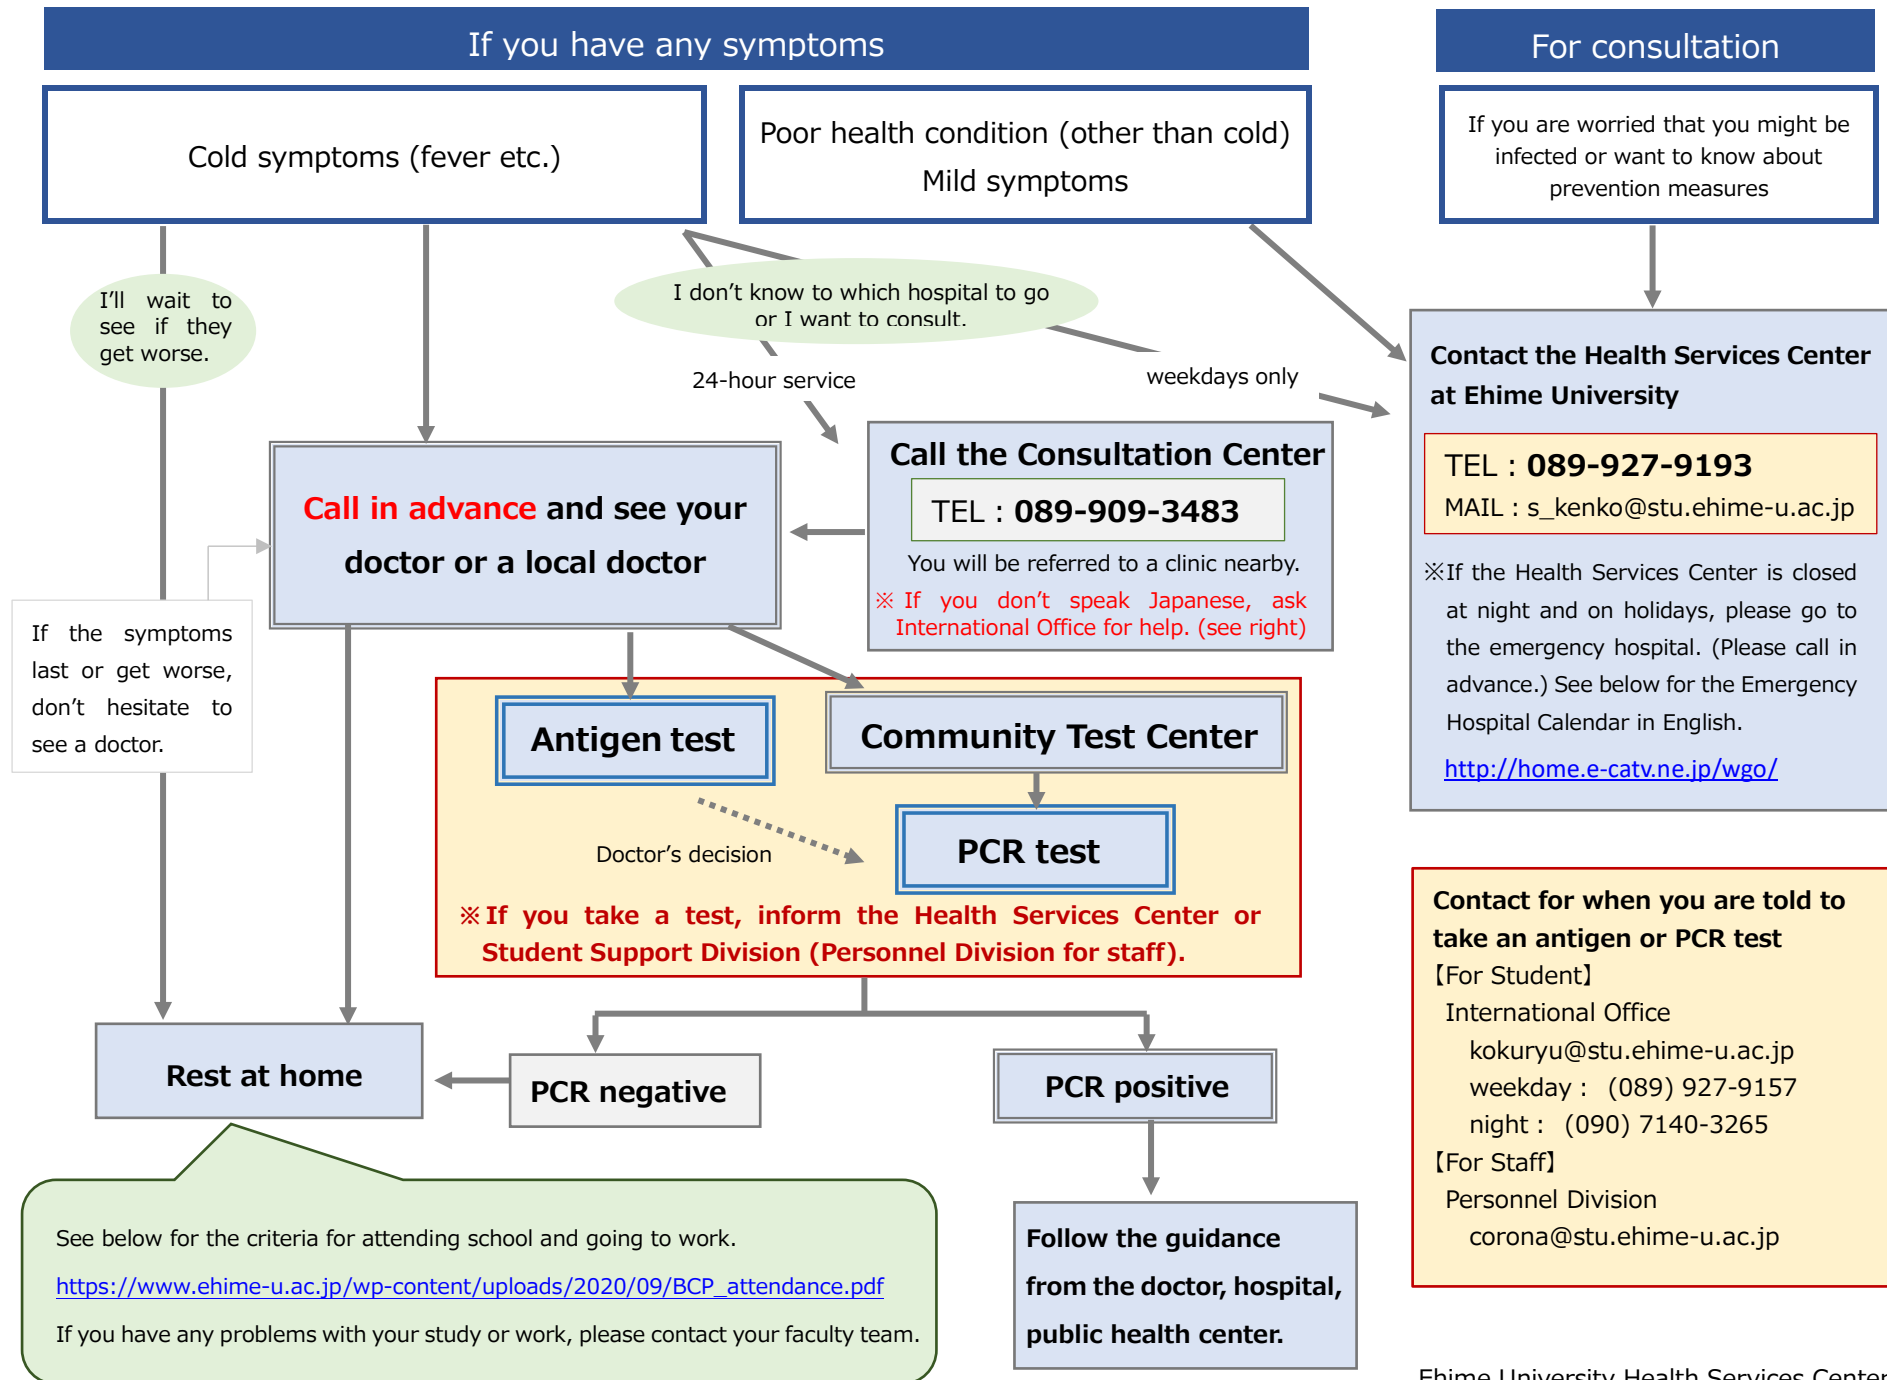 If you have any symptoms
For consultation
Cold symptoms (fever etc.)
Poor health condition (other than cold)
Mild symptoms
If you are worried that you might be
infected or want to know about
prevention measures
I'll wait to
see if they
get worse.
I don't know to which hospital to go
or I want to consult.
24-hour service
weekdays only
Contact the Health Services Center
at Ehime University
TEL : 089-927-9193
MAIL : s_kenko@stu.ehime-u.ac.jp
※If the Health Services Center is closed
at night and on holidays, please go to
the emergency hospital. (Please call in
advance.) See below for the Emergency
Hospital Calendar in English.
http://home.e-catv.ne.jp/wgo/
Call the Consultation Center
TEL : 089-909-3483
You will be referred to a clinic nearby.
※ If you don't speak Japanese, ask
International Office for help. (see right)
Call in advance and see your
doctor or a local doctor
If the symptoms
last or get worse,
don't hesitate to
see a doctor.
Antigen test
Community Test Center
Doctor's decision
PCR test
※ If you take a test, inform the Health Services Center or
Student Support Division (Personnel Division for staff).
Rest at home
PCR negative
PCR positive
See below for the criteria for attending school and going to work.
https://www.ehime-u.ac.jp/wp-content/uploads/2020/09/BCP_attendance.pdf
If you have any problems with your study or work, please contact your faculty team.
Follow the guidance
from the doctor, hospital,
public health center.
Contact for when you are told to
take an antigen or PCR test
【For Student】
International Office
kokuryu@stu.ehime-u.ac.jp
weekday : (089) 927-9157
night : (090) 7140-3265
【For Staff】
Personnel Division
corona@stu.ehime-u.ac.jp
Ehime University Health Services Center